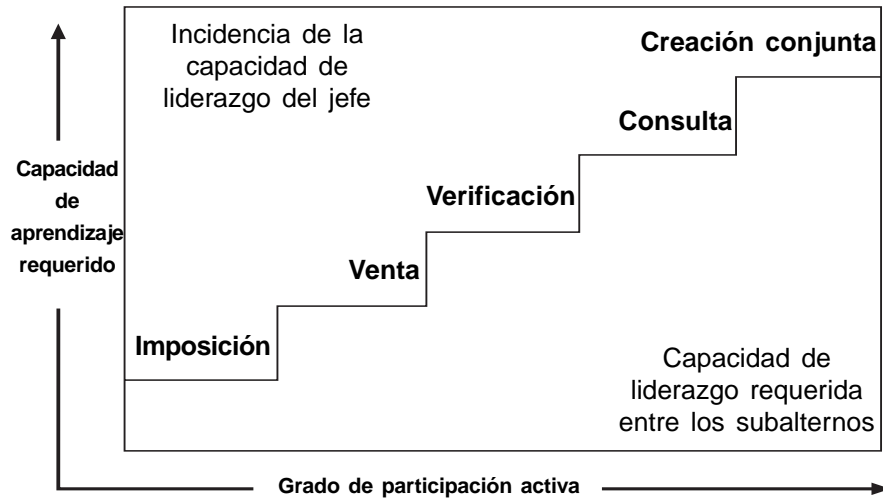 Incidencia de la
capacidad de
liderazgo del jefe
Creación conjunta
Consulta
Verificación
Venta
Imposición
Capacidad
de
aprendizaje
requerido
Capacidad de
liderazgo requerida
entre los subalternos
Grado de participación activa